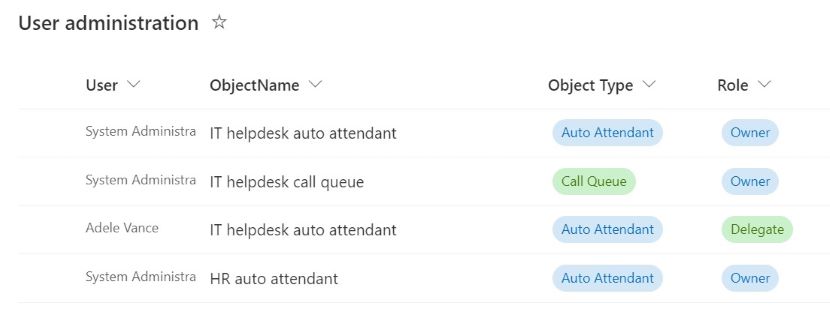 User administration
User ObjectName Object Type Role
System Administra IT helpdesk auto attendant Auto Attendant Owner
System Administra IT helpdesk call queue Call Queue Owner
Adele Vance IT helpdesk auto attendant Auto Attendant Delegate
System Administra HR auto attendant Auto Attendant Owner